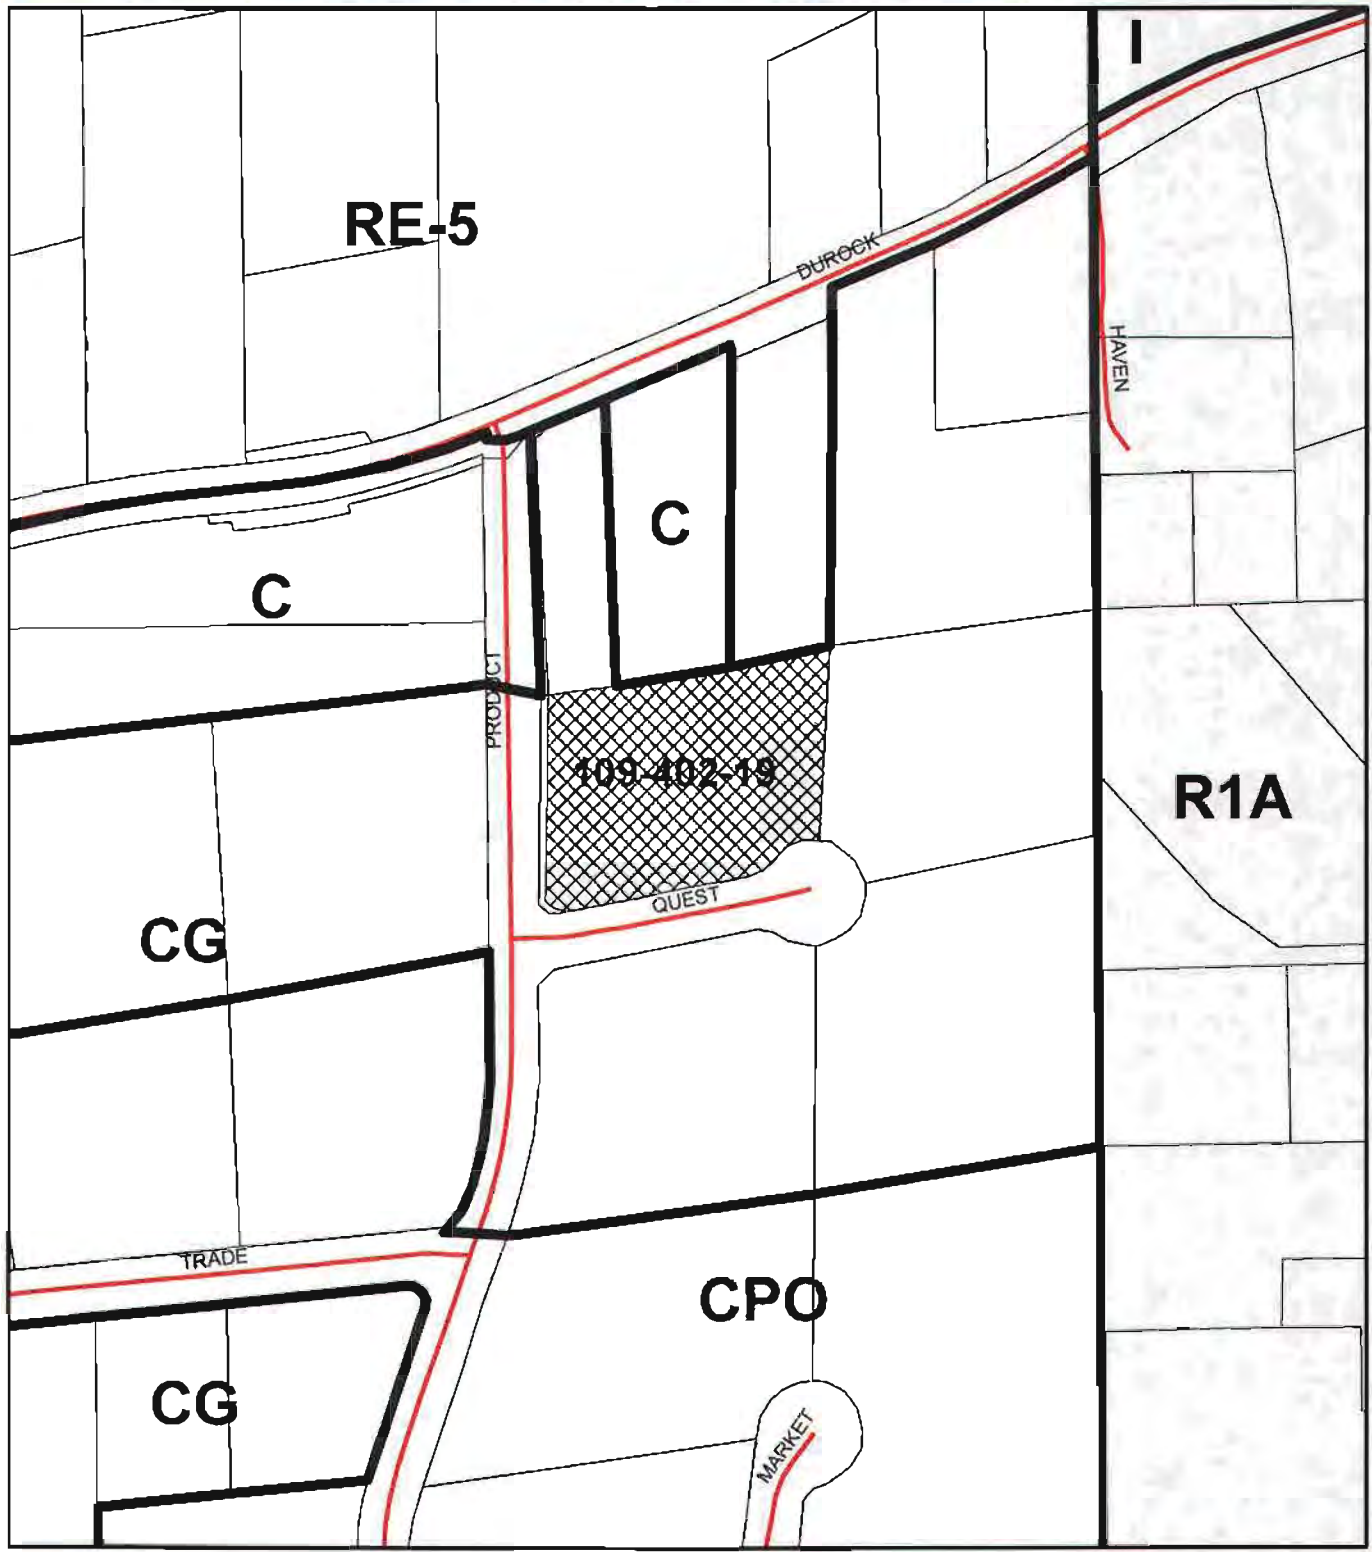 I
RE-5
DUROCK
HAVEN
C
C
PRODUCT
109-402-19
R1A
QUEST
CG
TRADE
CPO
CG
MARKET